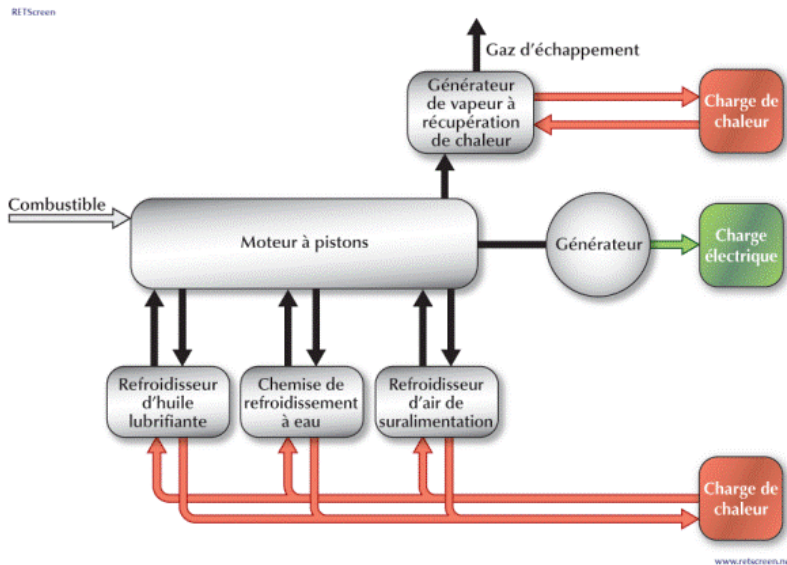 RETScreen
Gaz d'échappement
Générateur
de vapeur à
récupération
de chaleur
Charge de
chaleur
Combustible
Moteur à pistons
Générateur
Charge
électrique
Refroidisseur
d'huile
lubrifiante
Chemise de
refroidissement
à eau
Refroidisseur
d'air de
suralimentation
Charge de
chaleur